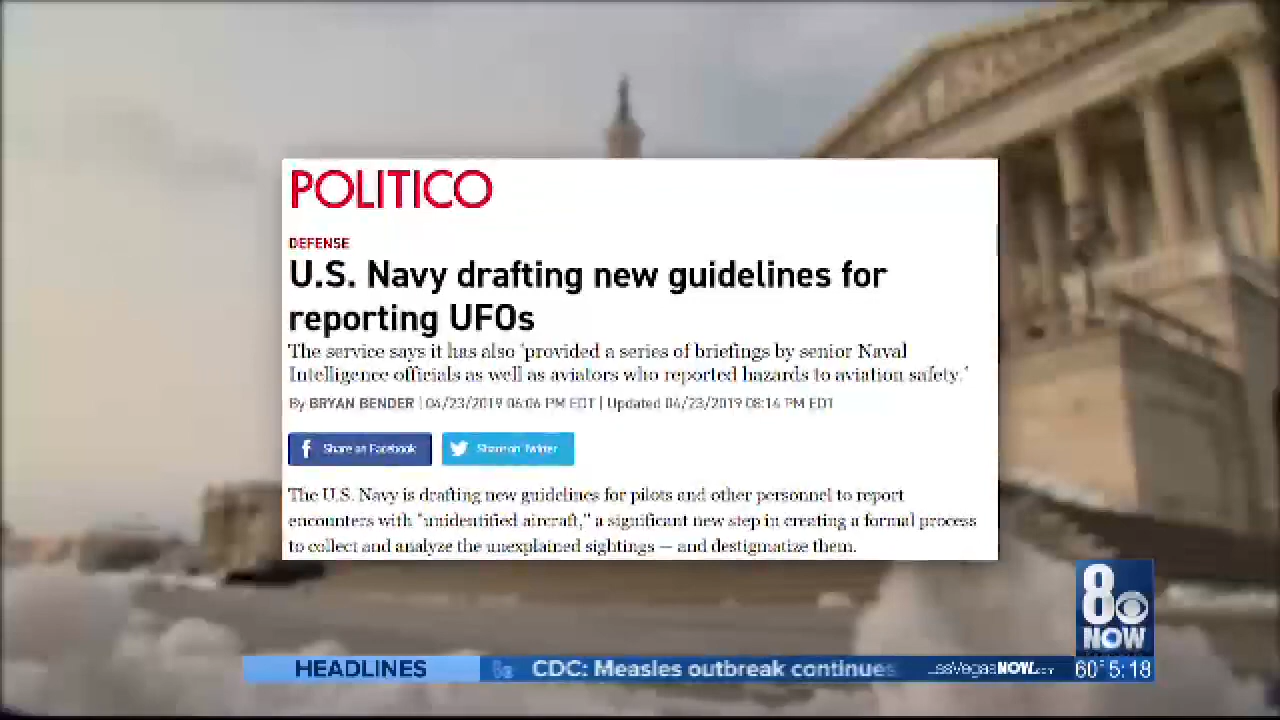 POLITICO
DEFENSE
U.S. Navy drafting new guidelines for
reporting UFOs
The service says it has also 'provided a series of briefings by senior Naval
Intelligence officials as well as aviators who reported hazards to aviation safety.'
By BRYAN BENDER | 04/23/2019 06:06 PM EDT | Updated 04/23/2019 08:14 PM EDT
f Share on Facebook
Share on Twitter
The U.S. Navy is drafting new guidelines for pilots and other personnel to report
encounters with "unidentified aircraft," a significant new step in creating a formal process
to collect and analyze the unexplained sightings — and destigmatize them.
8
NOW
HEADLINES
CDC: Measles outbreak continues
LasVegasNOW.com
60° 5:18